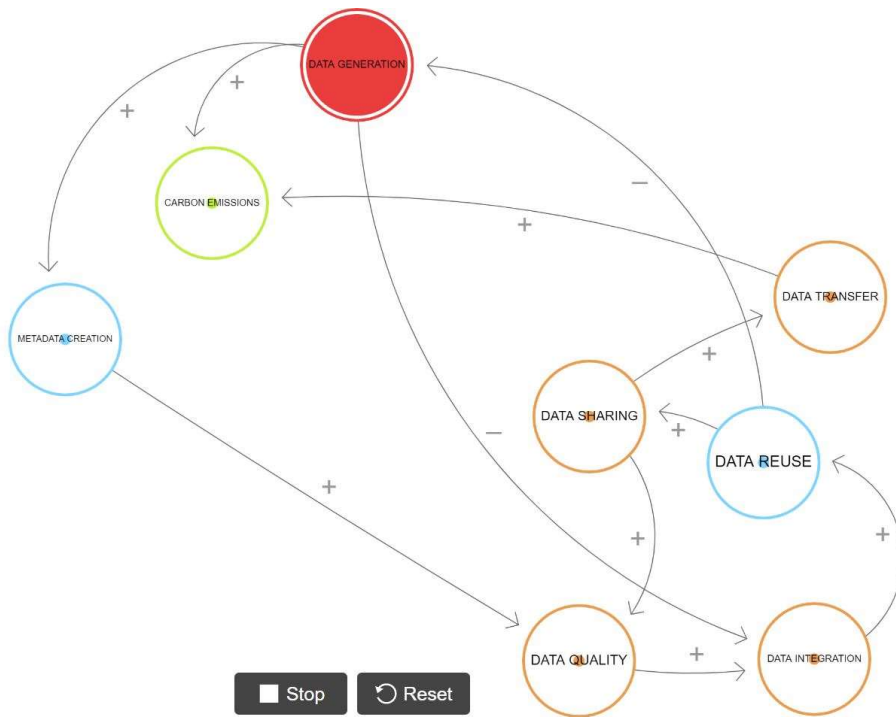 DATA GENERATION
+
+
CARBON EMISSIONS
–
+
DATA TRANSFER
METADATA CREATION
+
DATA SHARING
+
DATA REUSE
–
+
+
+
DATA QUALITY
+
DATA INTEGRATION
Stop
Reset